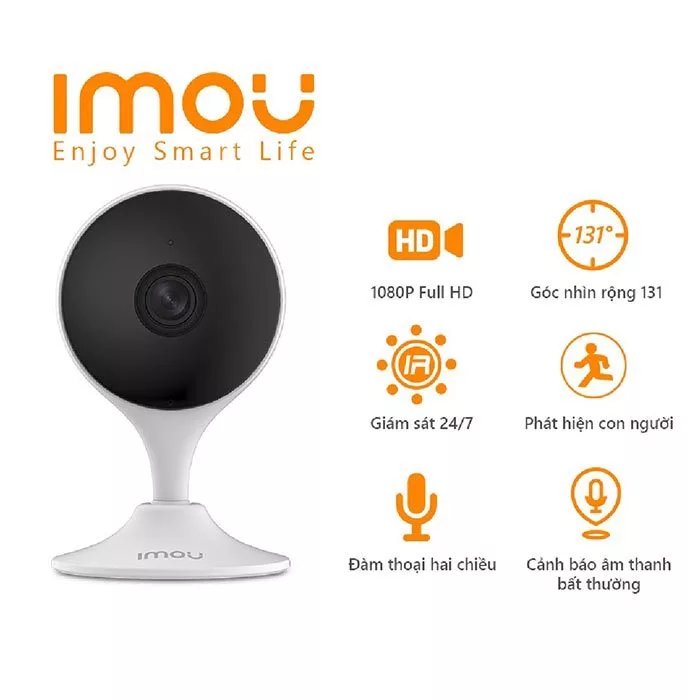 imou
Enjoy Smart Life
HD
1080P Full HD
131°
Góc nhìn rộng 131
IR
Giám sát 24/7
Phát hiện con người
Đàm thoại hai chiều
Cảnh báo âm thanh
bất thường
imou